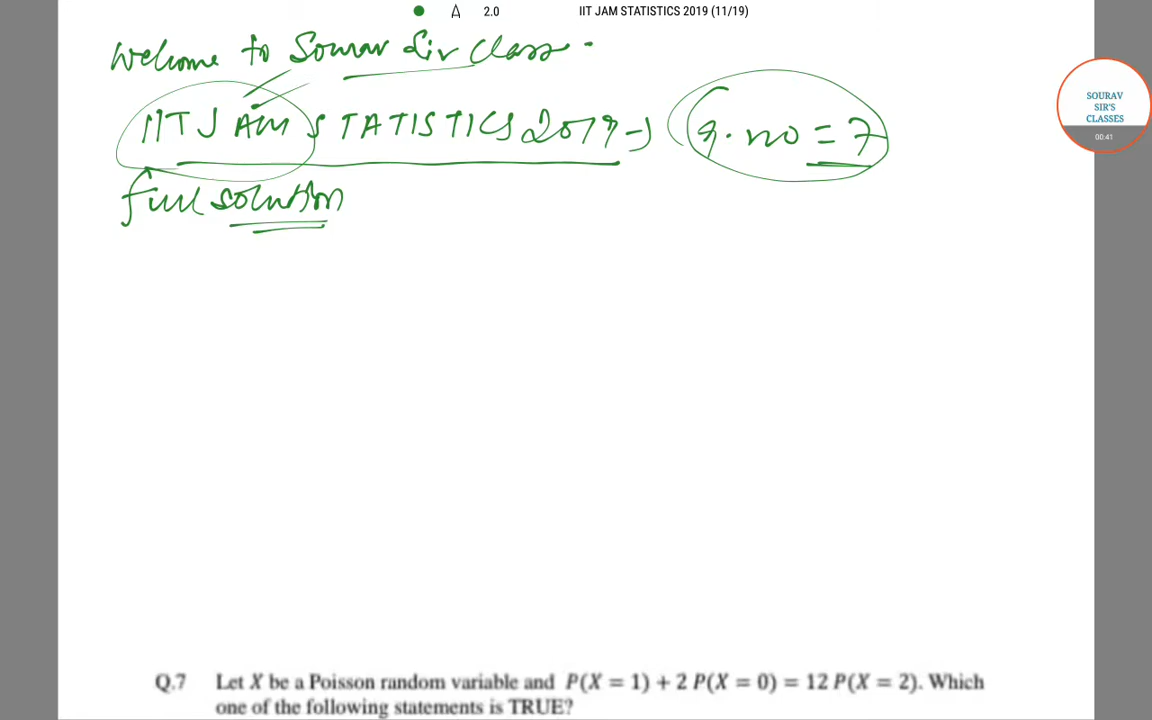 2.0 IIT JAM STATISTICS 2019 (11/19)
Welcome to Sourav Sir Class.
IIT JAM STATISTICS 2019 → q. no = 7
full solution
SOURAV
SIR'S
CLASSES
00:41
Q.7 Let X be a Poisson random variable and P(X = 1) + 2 P(X = 0) = 12 P(X = 2). Which
one of the following statements is TRUE?